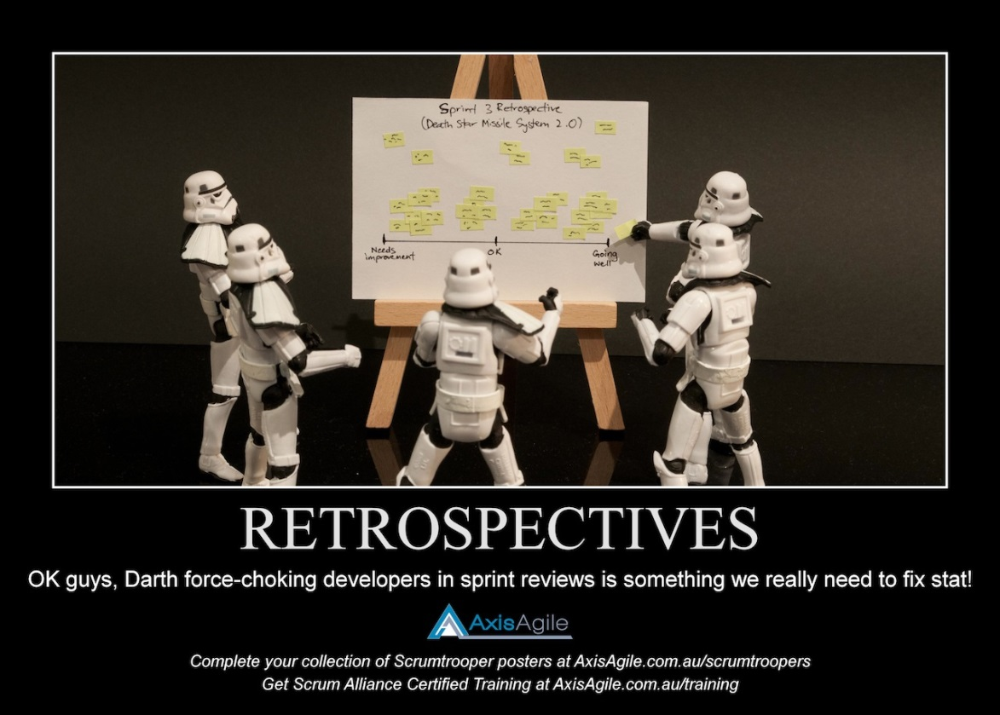 Sprint 3 Retrospective
(Death Star Missile System 2.0)
Needs
improvement
OK
Going
well
RETROSPECTIVES
OK guys, Darth force-choking developers in sprint reviews is something we really need to fix stat!
AxisAgile
Complete your collection of Scrumtrooper posters at AxisAgile.com.au/scrumtroopers
Get Scrum Alliance Certified Training at AxisAgile.com.au/training